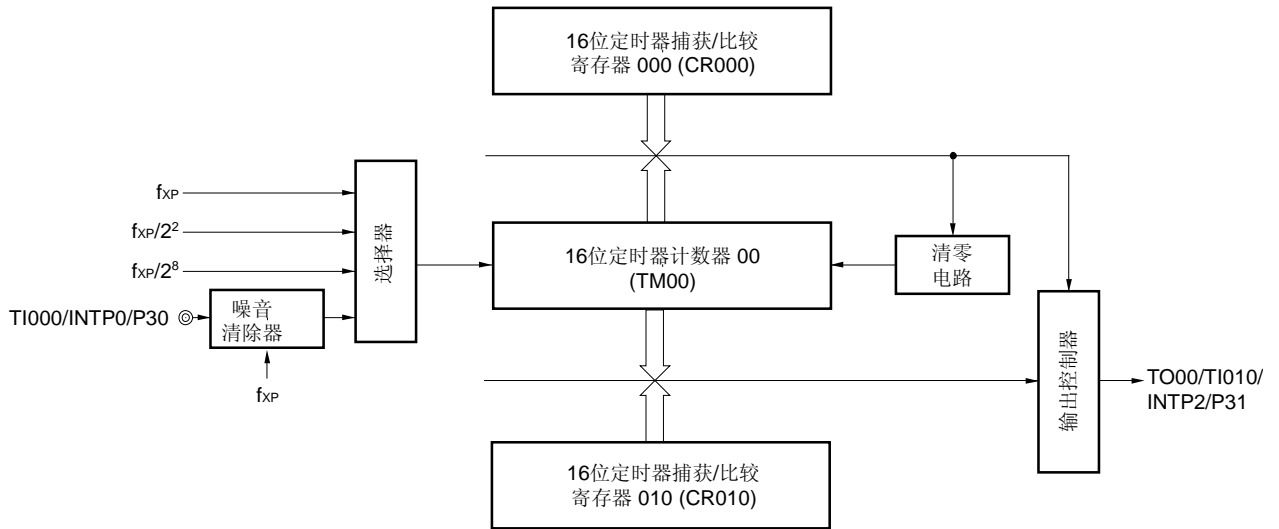 16位定时器捕获/比较
寄存器 000 (CR000)
fXP
fXP/2²
fXP/2⁸
TI000/INTP0/P30
噪音
清除器
fXP
选择器
16位定时器计数器 00
(TM00)
清零
电路
输出控制器
TO00/TI010/
INTP2/P31
16位定时器捕获/比较
寄存器 010 (CR010)